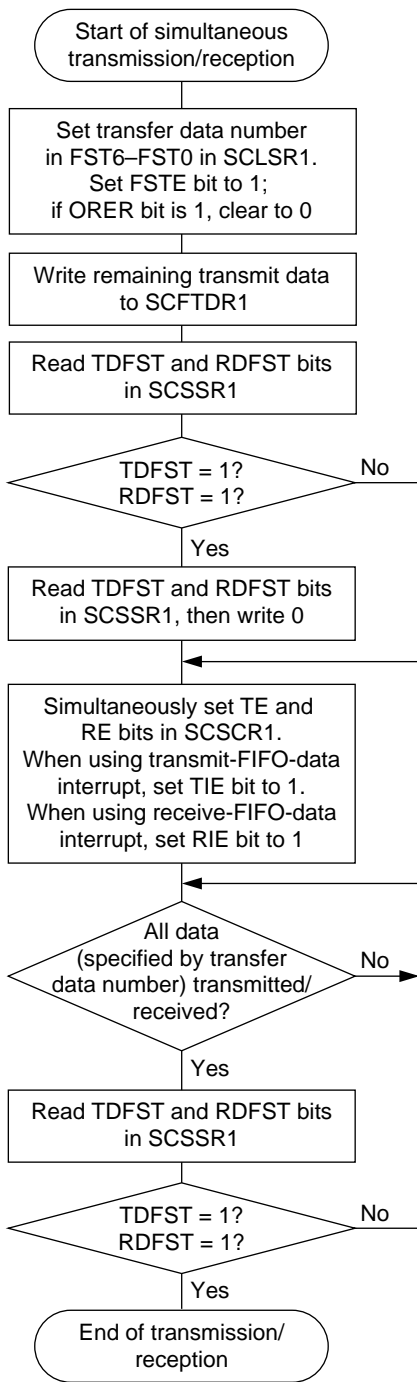 Start of simultaneous
transmission/reception
Set transfer data number
in FST6–FST0 in SCLSR1.
Set FSTE bit to 1;
if ORER bit is 1, clear to 0
Write remaining transmit data
to SCFTDR1
Read TDFST and RDFST bits
in SCSSR1
TDFST = 1?
RDFST = 1?
No
Yes
Read TDFST and RDFST bits
in SCSSR1, then write 0
Simultaneously set TE and
RE bits in SCSCR1.
When using transmit-FIFO-data
interrupt, set TIE bit to 1.
When using receive-FIFO-data
interrupt, set RIE bit to 1
All data
(specified by transfer
data number) transmitted/
received?
No
Yes
Read TDFST and RDFST bits
in SCSSR1
TDFST = 1?
RDFST = 1?
No
Yes
End of transmission/
reception